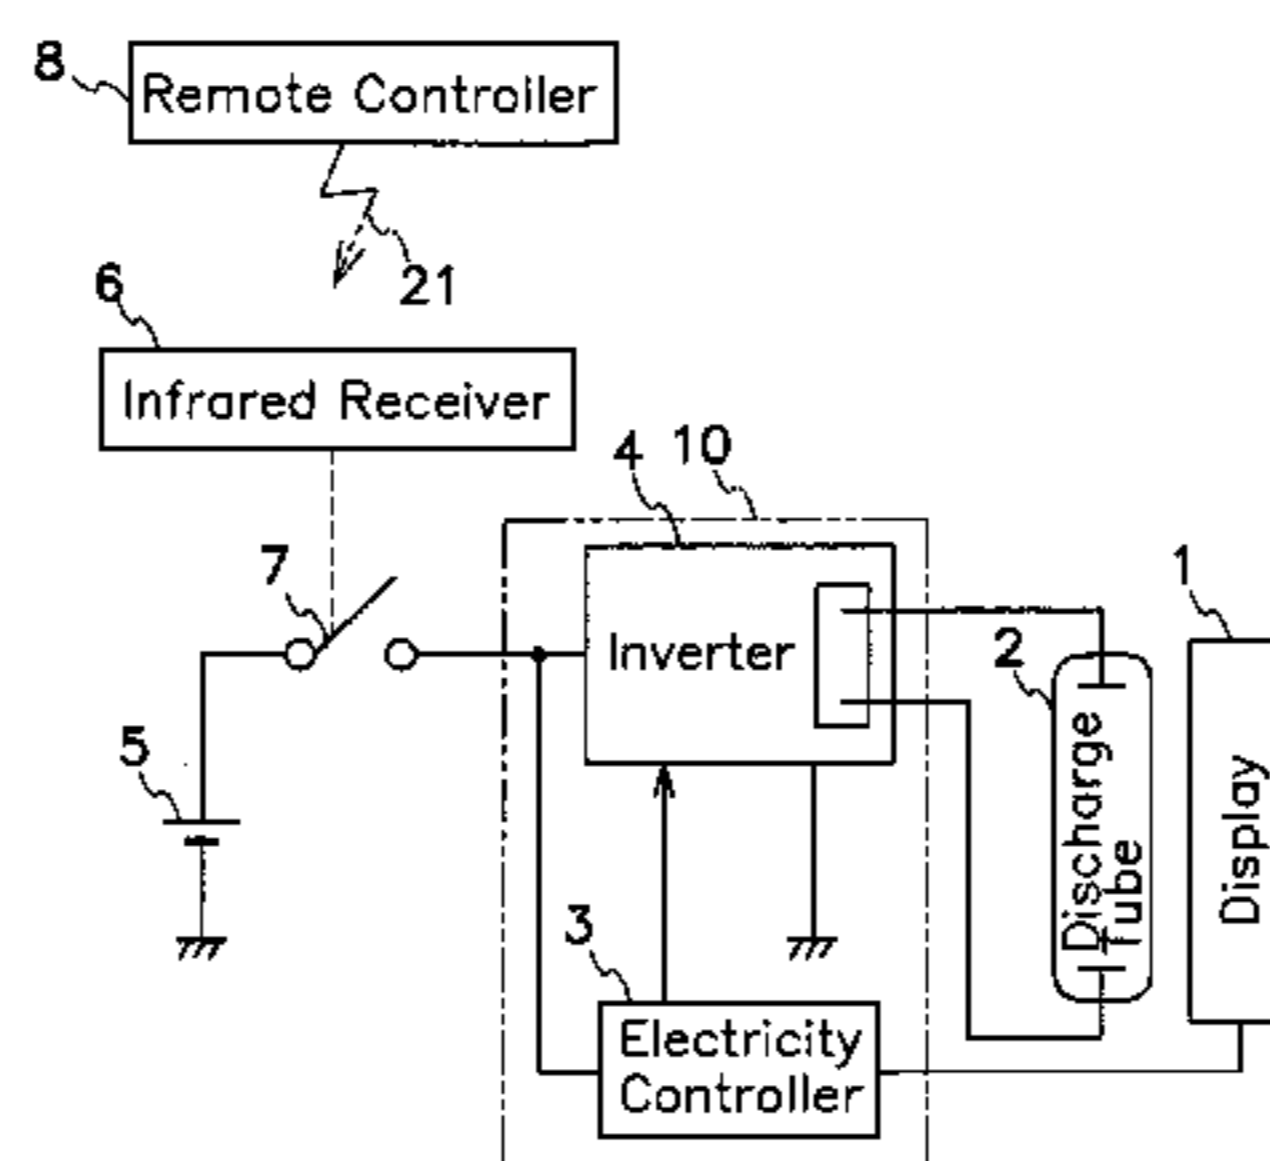 8
Remote Controller
21
6
Infrared Receiver
4
10
7
Inverter
1
2
5
Discharge
Tube
Display
3
Electricity
Controller